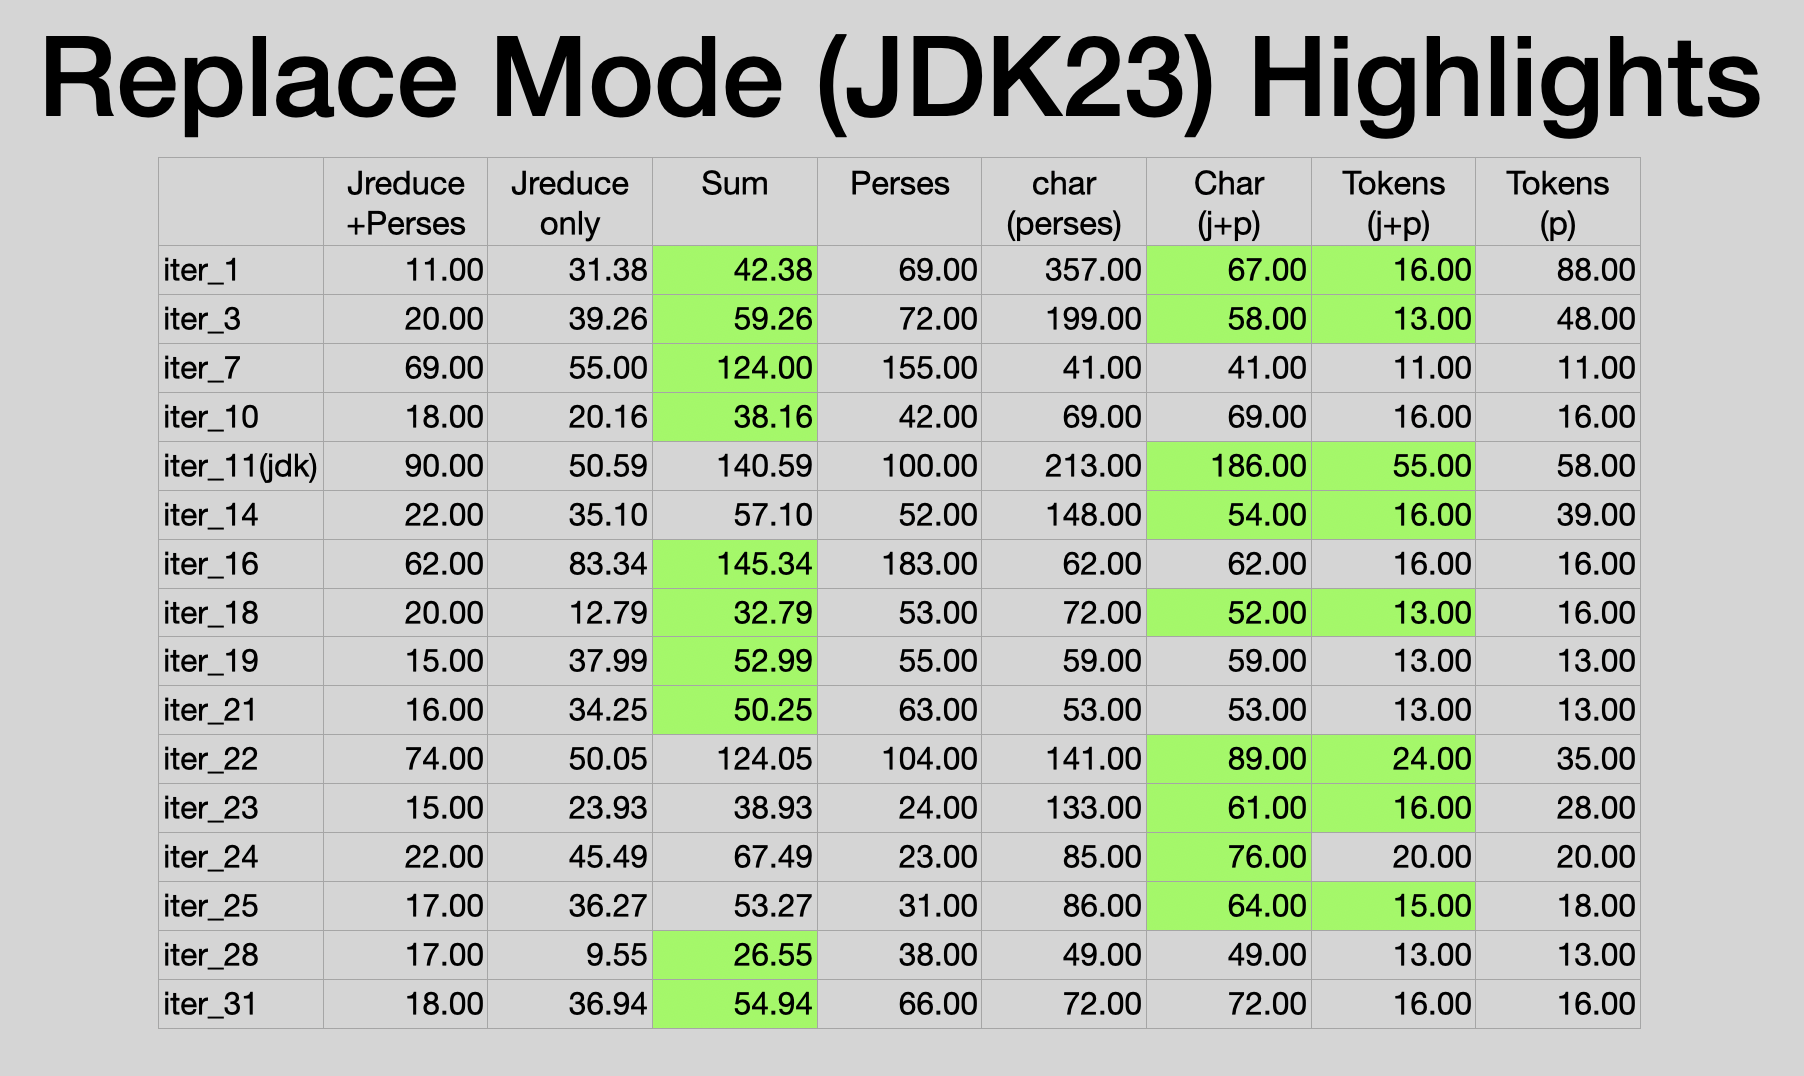 Replace Mode (JDK23) Highlights
Jreduce +Perses Jreduce only Sum Perses char (perses) Char (j+p) Tokens (j+p) Tokens (p)
iter_1 11.00 31.38 42.38 69.00 357.00 67.00 16.00 88.00
iter_3 20.00 39.26 59.26 72.00 199.00 58.00 13.00 48.00
iter_7 69.00 55.00 124.00 155.00 41.00 41.00 11.00 11.00
iter_10 18.00 20.16 38.16 42.00 69.00 69.00 16.00 16.00
iter_11(jdk) 90.00 50.59 140.59 100.00 213.00 186.00 55.00 58.00
iter_14 22.00 35.10 57.10 52.00 148.00 54.00 16.00 39.00
iter_16 62.00 83.34 145.34 183.00 62.00 62.00 16.00 16.00
iter_18 20.00 12.79 32.79 53.00 72.00 52.00 13.00 16.00
iter_19 15.00 37.99 52.99 55.00 59.00 59.00 13.00 13.00
iter_21 16.00 34.25 50.25 63.00 53.00 53.00 13.00 13.00
iter_22 74.00 50.05 124.05 104.00 141.00 89.00 24.00 35.00
iter_23 15.00 23.93 38.93 24.00 133.00 61.00 16.00 28.00
iter_24 22.00 45.49 67.49 23.00 85.00 76.00 20.00 20.00
iter_25 17.00 36.27 53.27 31.00 86.00 64.00 15.00 18.00
iter_28 17.00 9.55 26.55 38.00 49.00 49.00 13.00 13.00
iter_31 18.00 36.94 54.94 66.00 72.00 72.00 16.00 16.00